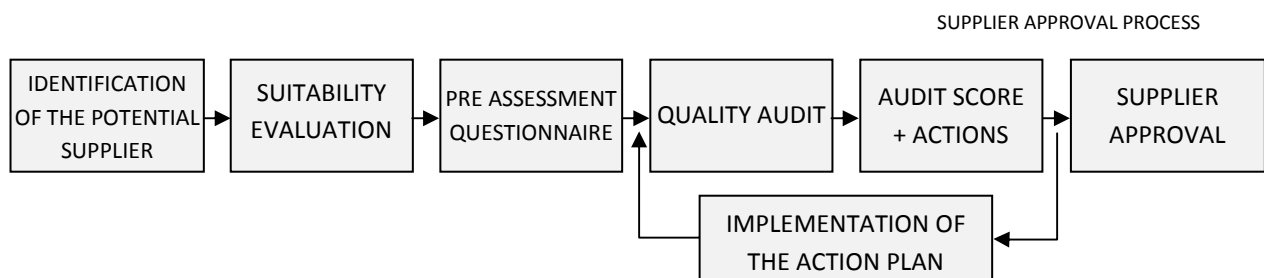 SUPPLIER APPROVAL PROCESS
IDENTIFICATION
OF THE POTENTIAL
SUPPLIER
SUITABILITY
EVALUATION
PRE ASSESSMENT
QUESTIONNAIRE
QUALITY AUDIT
AUDIT SCORE
+ ACTIONS
SUPPLIER
APPROVAL
IMPLEMENTATION OF
THE ACTION PLAN